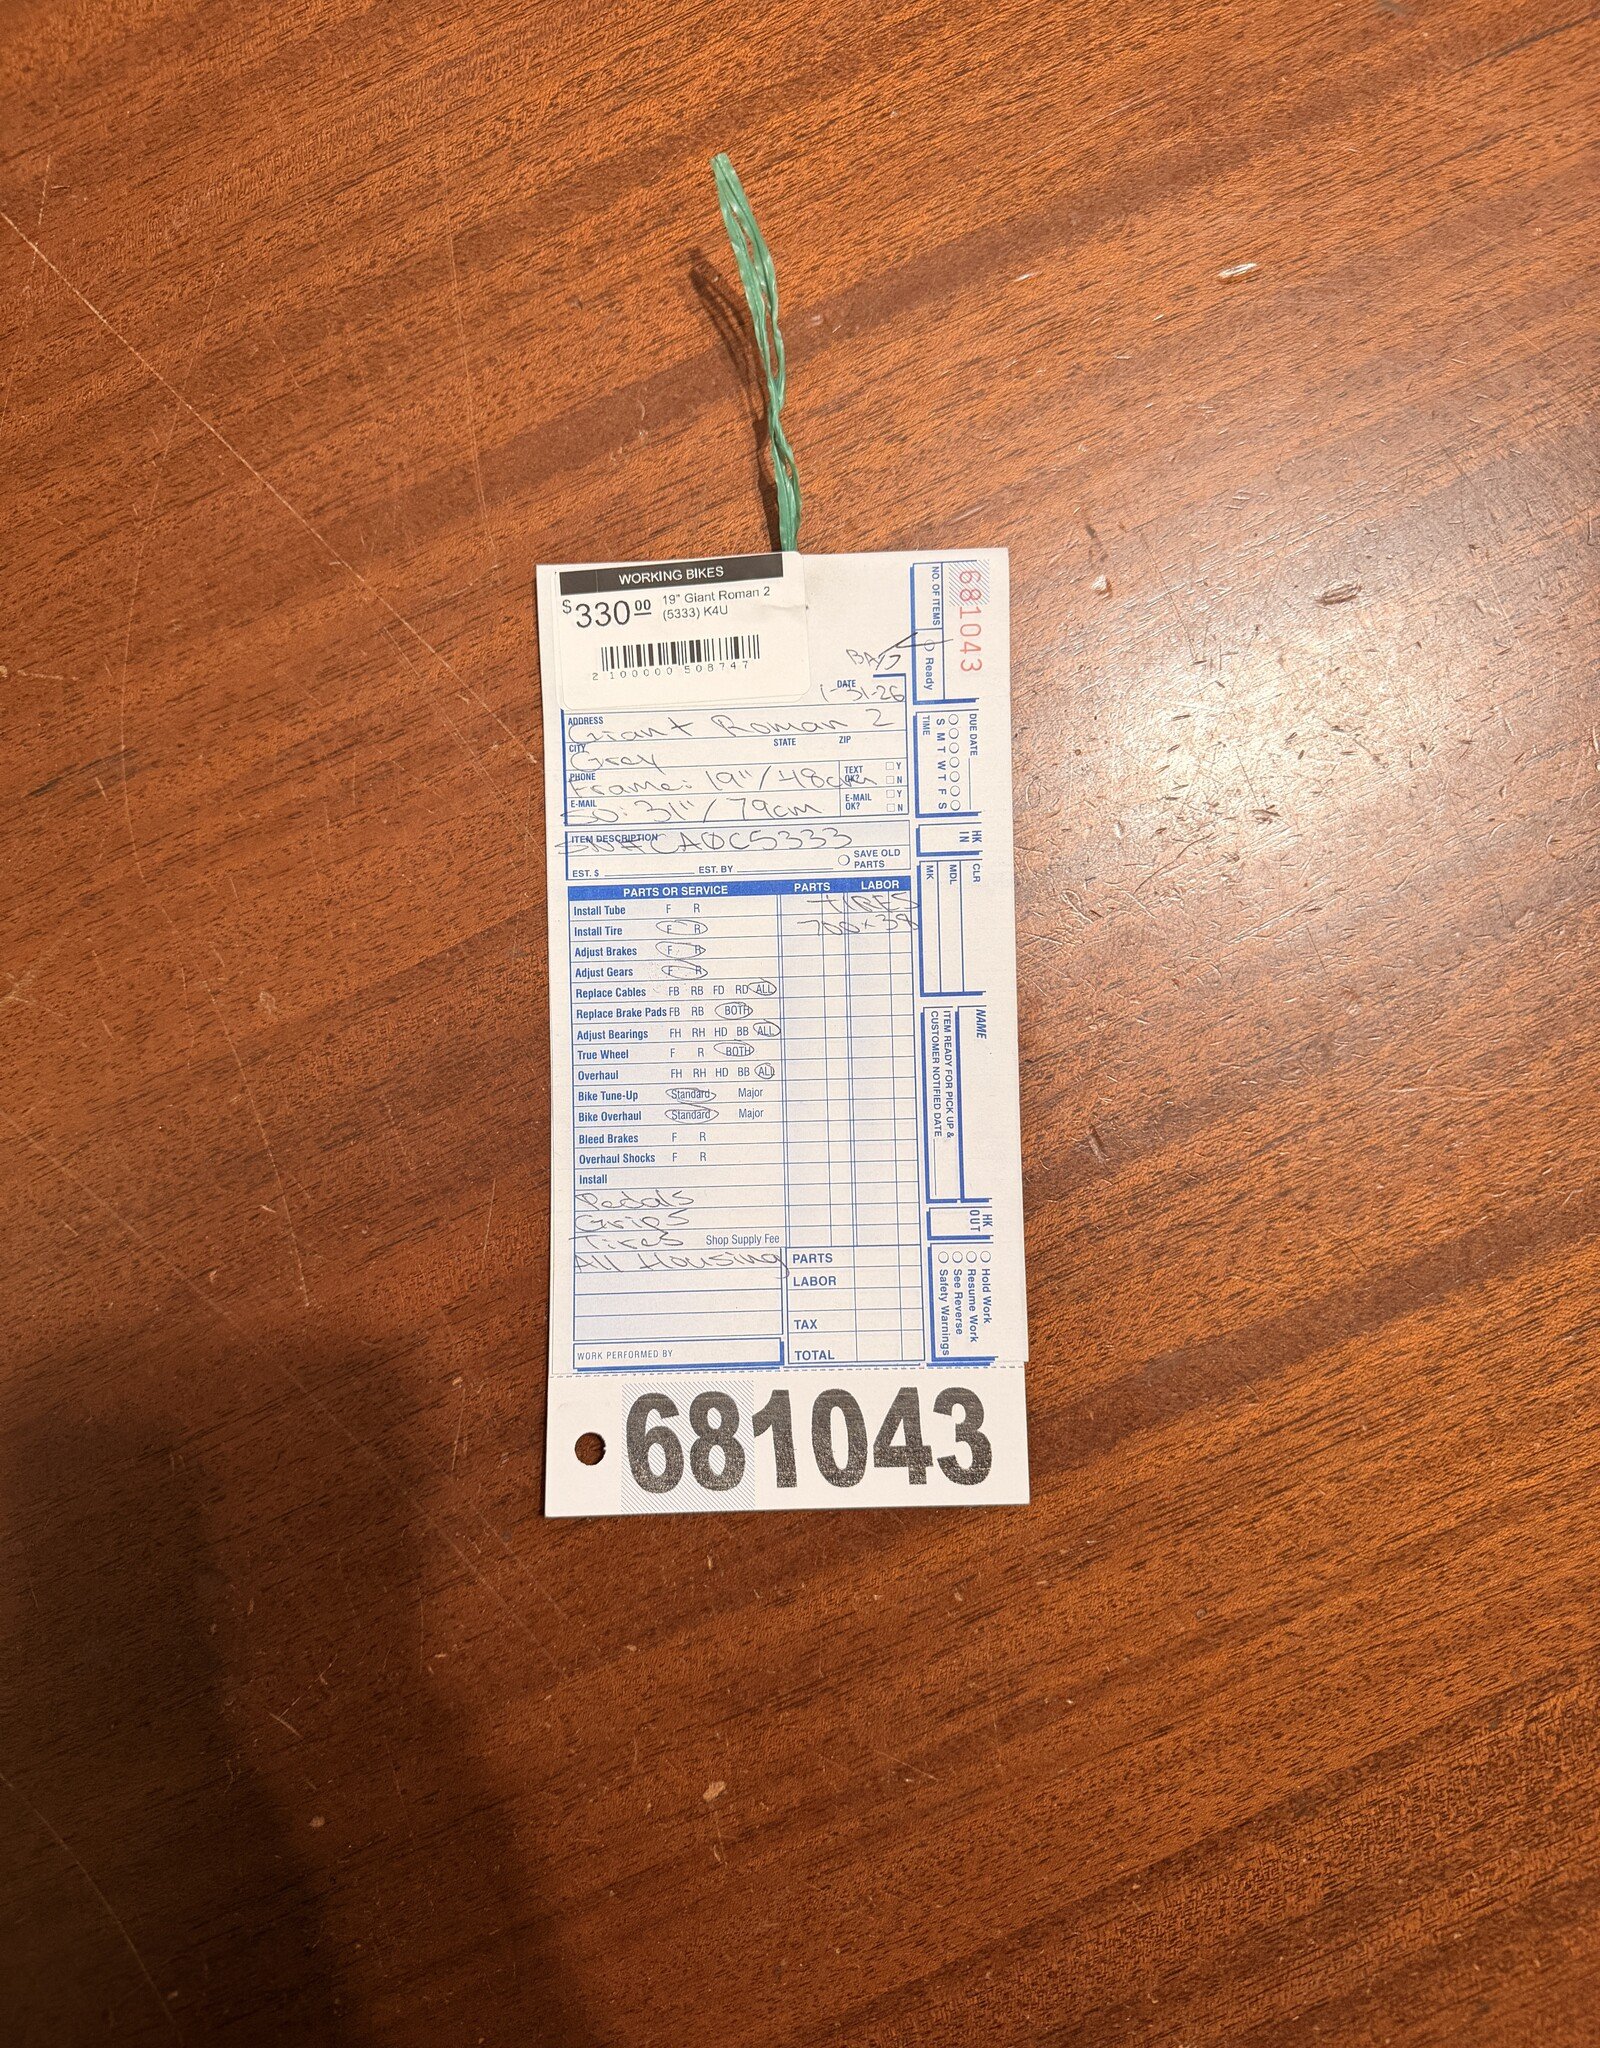 WORKING BIKES
$330.00 19" Giant Roman 2
(5333) K4U
2 100000 508747
DATE
1-31-26
ADDRESS
Giant Roman 2
CITY STATE ZIP
Grey
PHONE TEXT OK? Y N
Frame: 19"/48cm
E-MAIL E-MAIL OK? Y N
SO: 31"/79cm
ITEM DESCRIPTION
SN# CA0C5333
SAVE OLD PARTS
EST. $ EST. BY
PARTS OR SERVICE PARTS LABOR
Install Tube F R TIRES
Install Tire F R 700x38
Adjust Brakes F R
Adjust Gears F R
Replace Cables FB RB FD RD ALL
Replace Brake Pads FB RB BOTH
Adjust Bearings FH RH HD BB ALL
True Wheel F R BOTH
Overhaul FH RH HD BB ALL
Bike Tune-Up Standard Major
Bike Overhaul Standard Major
Bleed Brakes F R
Overhaul Shocks F R
Install
Pedals
Grips
Tires Shop Supply Fee
All Housing PARTS
LABOR
TAX
WORK PERFORMED BY TOTAL
681043
681043
NO. OF ITEMS Ready
DUE DATE
S M T W T F S
TIME
HK IN
CLR
MDL
MK
NAME
ITEM READY FOR PICK UP &
CUSTOMER NOTIFIED DATE
HK OUT
Hold Work
Resume Work
See Reverse
Safety Warnings